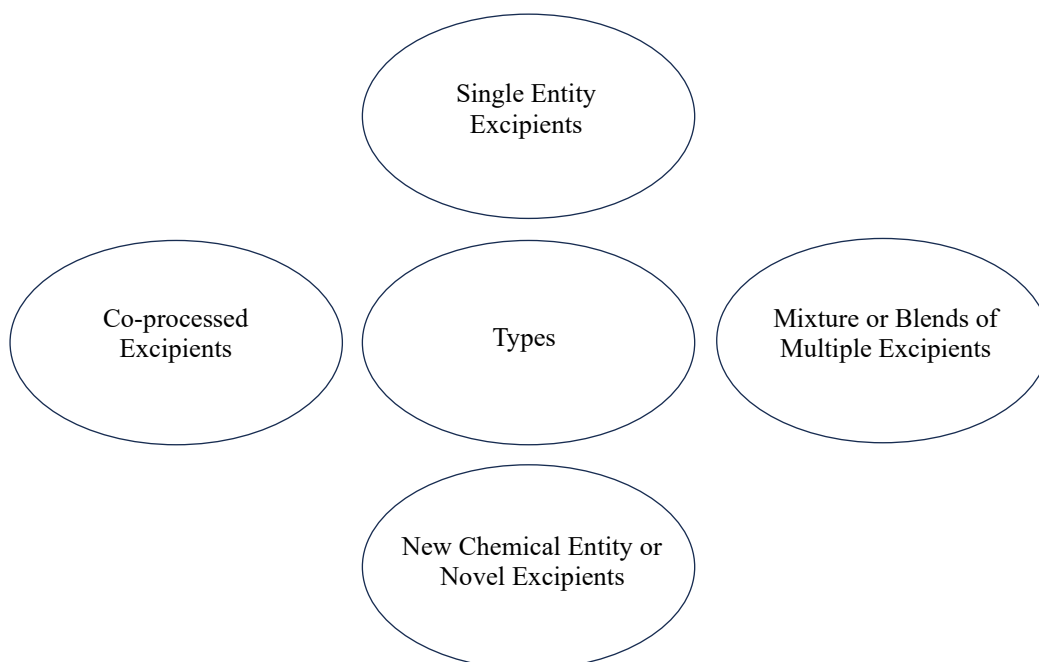 Single Entity
Excipients
Co-processed
Excipients
Types
Mixture or Blends of
Multiple Excipients
New Chemical Entity or
Novel Excipients